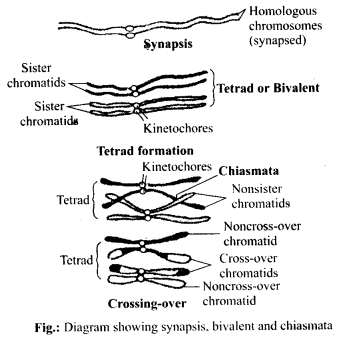 Homologous
chromosomes
(synapsed)
Synapsis
Sister
chromatids
Tetrad or Bivalent
Sister
chromatids
Kinetochores
Tetrad formation
Kinetochores
Chiasmata
Tetrad
Nonsister
chromatids
Noncross-over
chromatid
Tetrad
Cross-over
chromatids
Noncross-over
chromatid
Crossing-over
Fig.: Diagram showing synapsis, bivalent and chiasmata